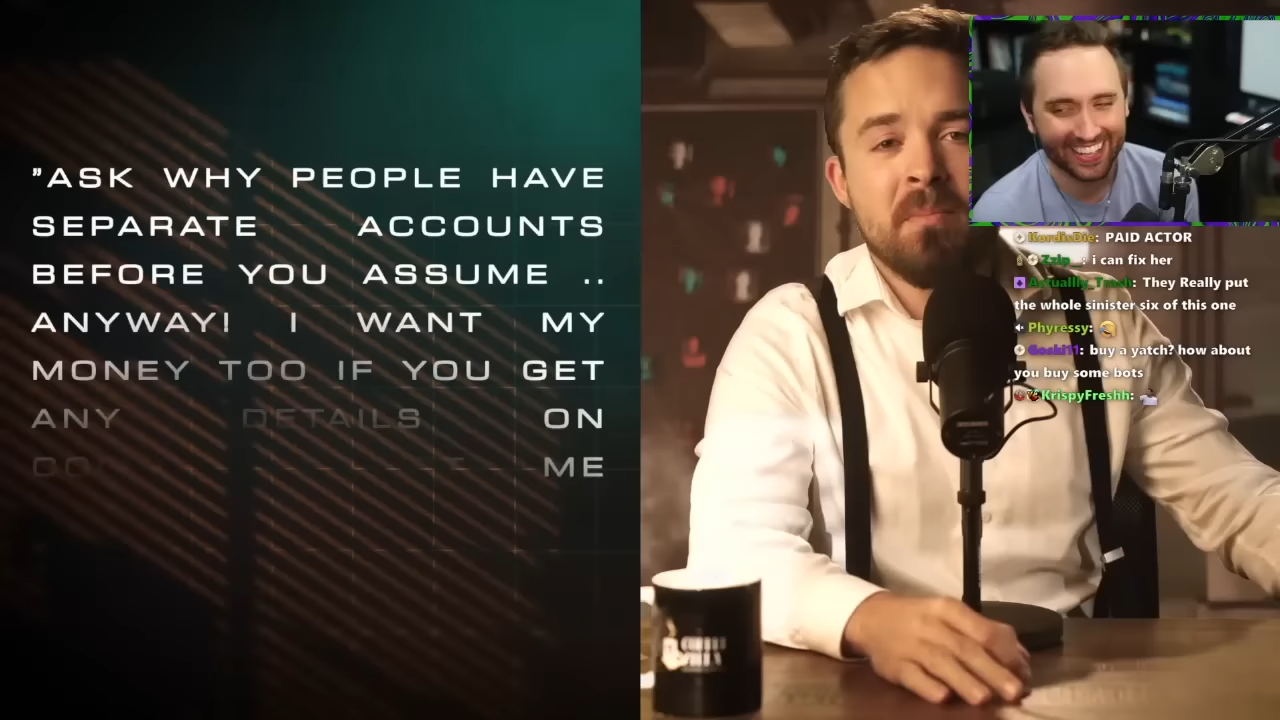 "ASK WHY PEOPLE HAVE
SEPARATE ACCOUNTS
BEFORE YOU ASSUME ..
ANYWAY! I WANT MY
MONEY TOO IF YOU GET
ANY DETAILS ON
ME
KordisDie: PAID ACTOR
Zzip_: i can fix her
They Really put
the whole sinister six of this one
Phyressy:
buy a yatch? how about
you buy some bots
KrispyFreshh: